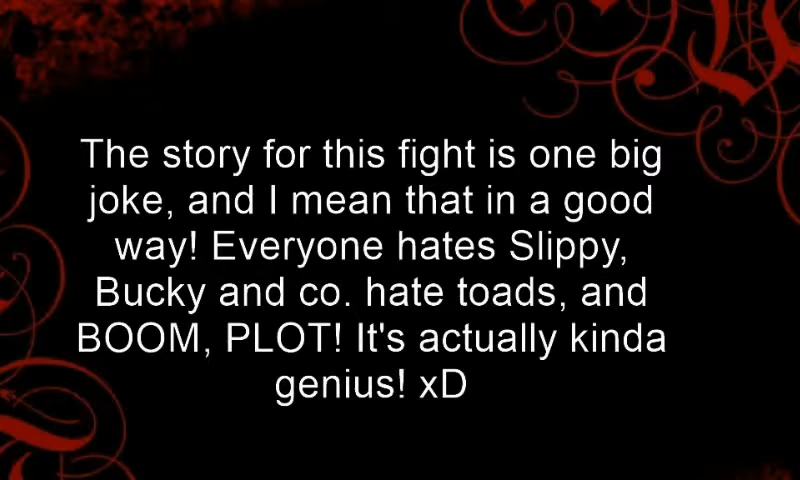 The story for this fight is one big
joke, and I mean that in a good
way! Everyone hates Slippy,
Bucky and co. hate toads, and
BOOM, PLOT! It's actually kinda
genius! xD